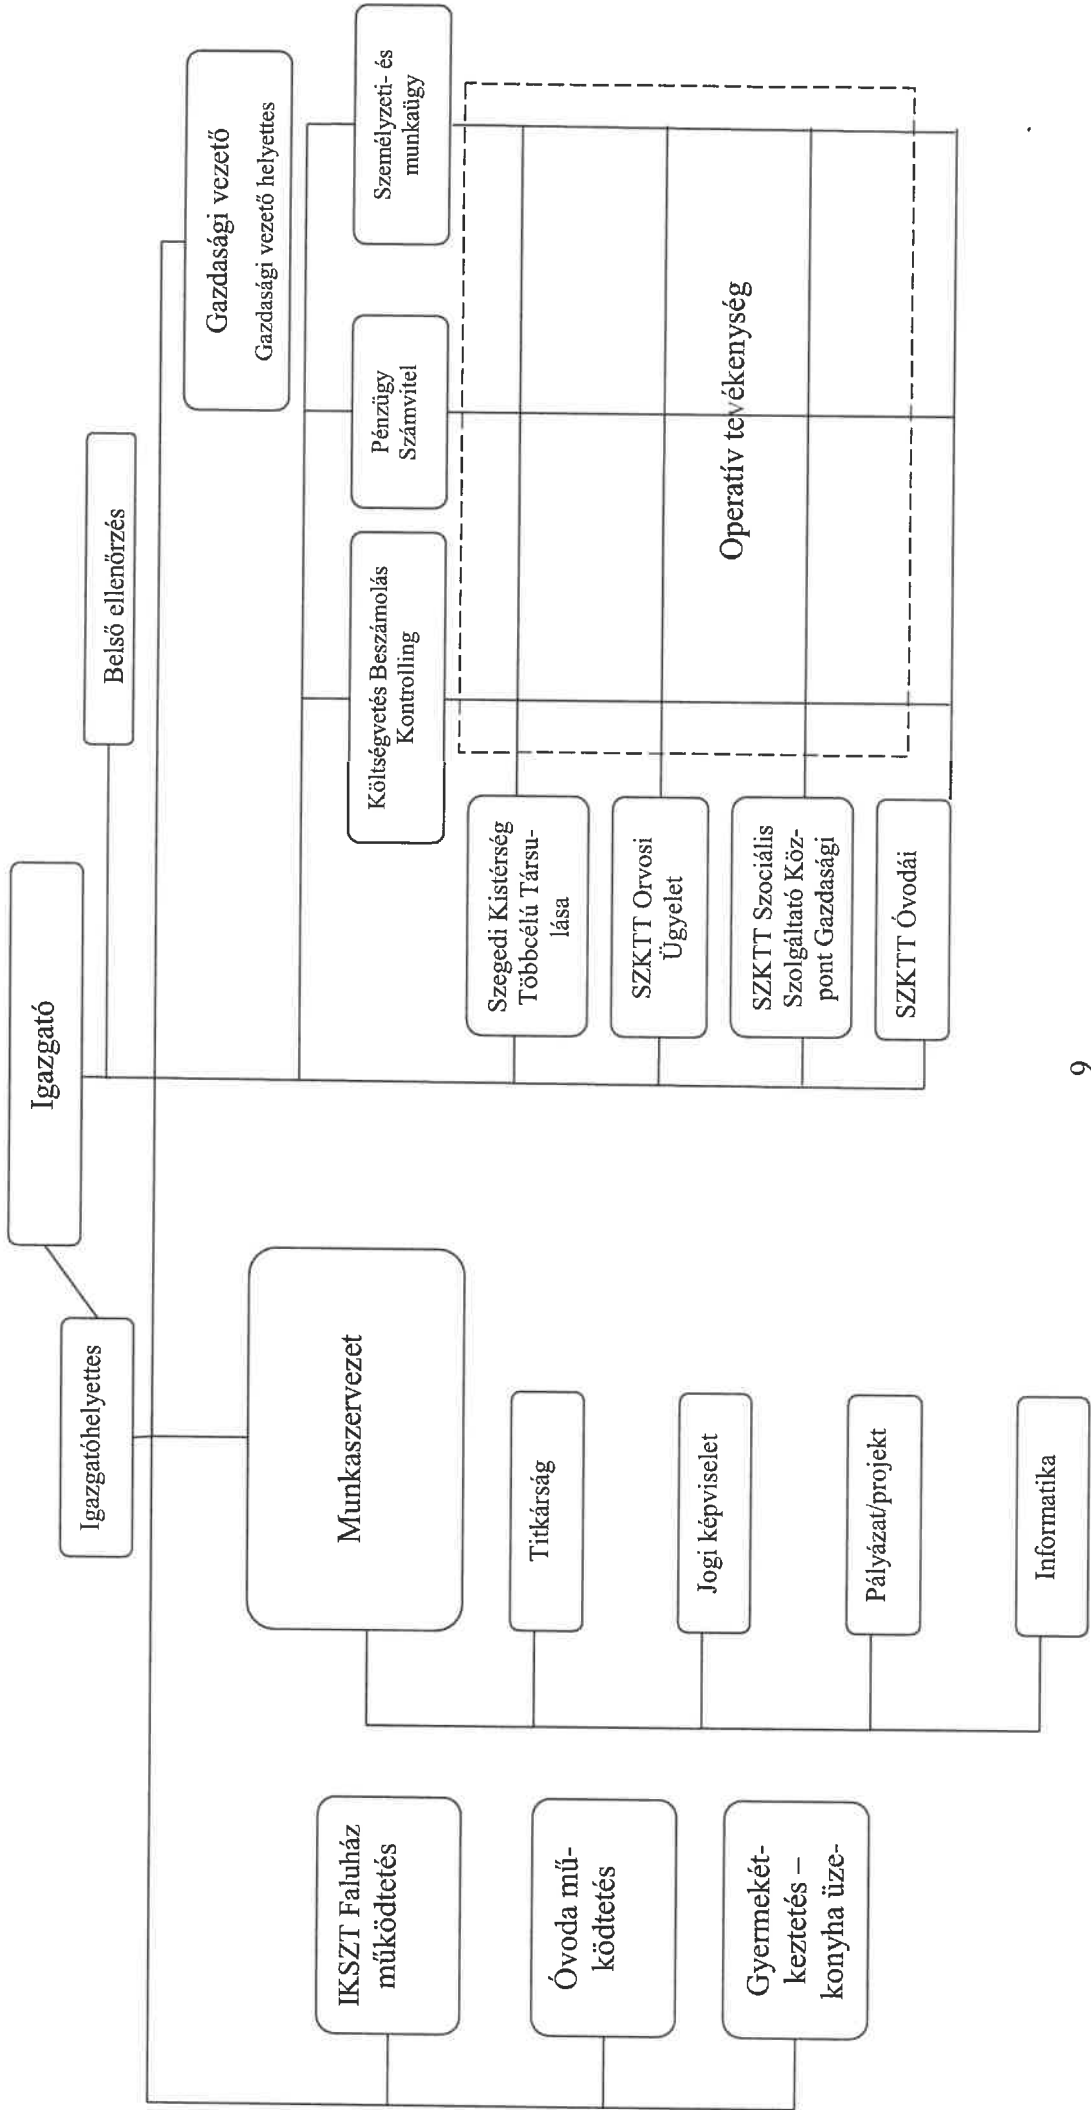 Igazgató
Igazgatóhelyettes
Belső ellenőrzés
Gazdasági vezető
Gazdasági vezető helyettes
Munkaszervezet
Titkárság
Jogi képviselet
Pályázat/projekt
Informatika
IKSZT Faluház
működtetés
Óvoda mű-
ködtetés
Gyermekét-
keztetés –
konyha üze-
Költségvetés Beszámolás
Kontrolling
Pénzügy
Számvitel
Személyzeti- és
munkaügy
Szegedi Kistérség
Többcélú Társu-
lása
SZKTT Orvosi
Ügyelet
SZKTT Szociális
Szolgáltató Köz-
pont Gazdasági
SZKTT Óvodái
Operatív tevékenység
9